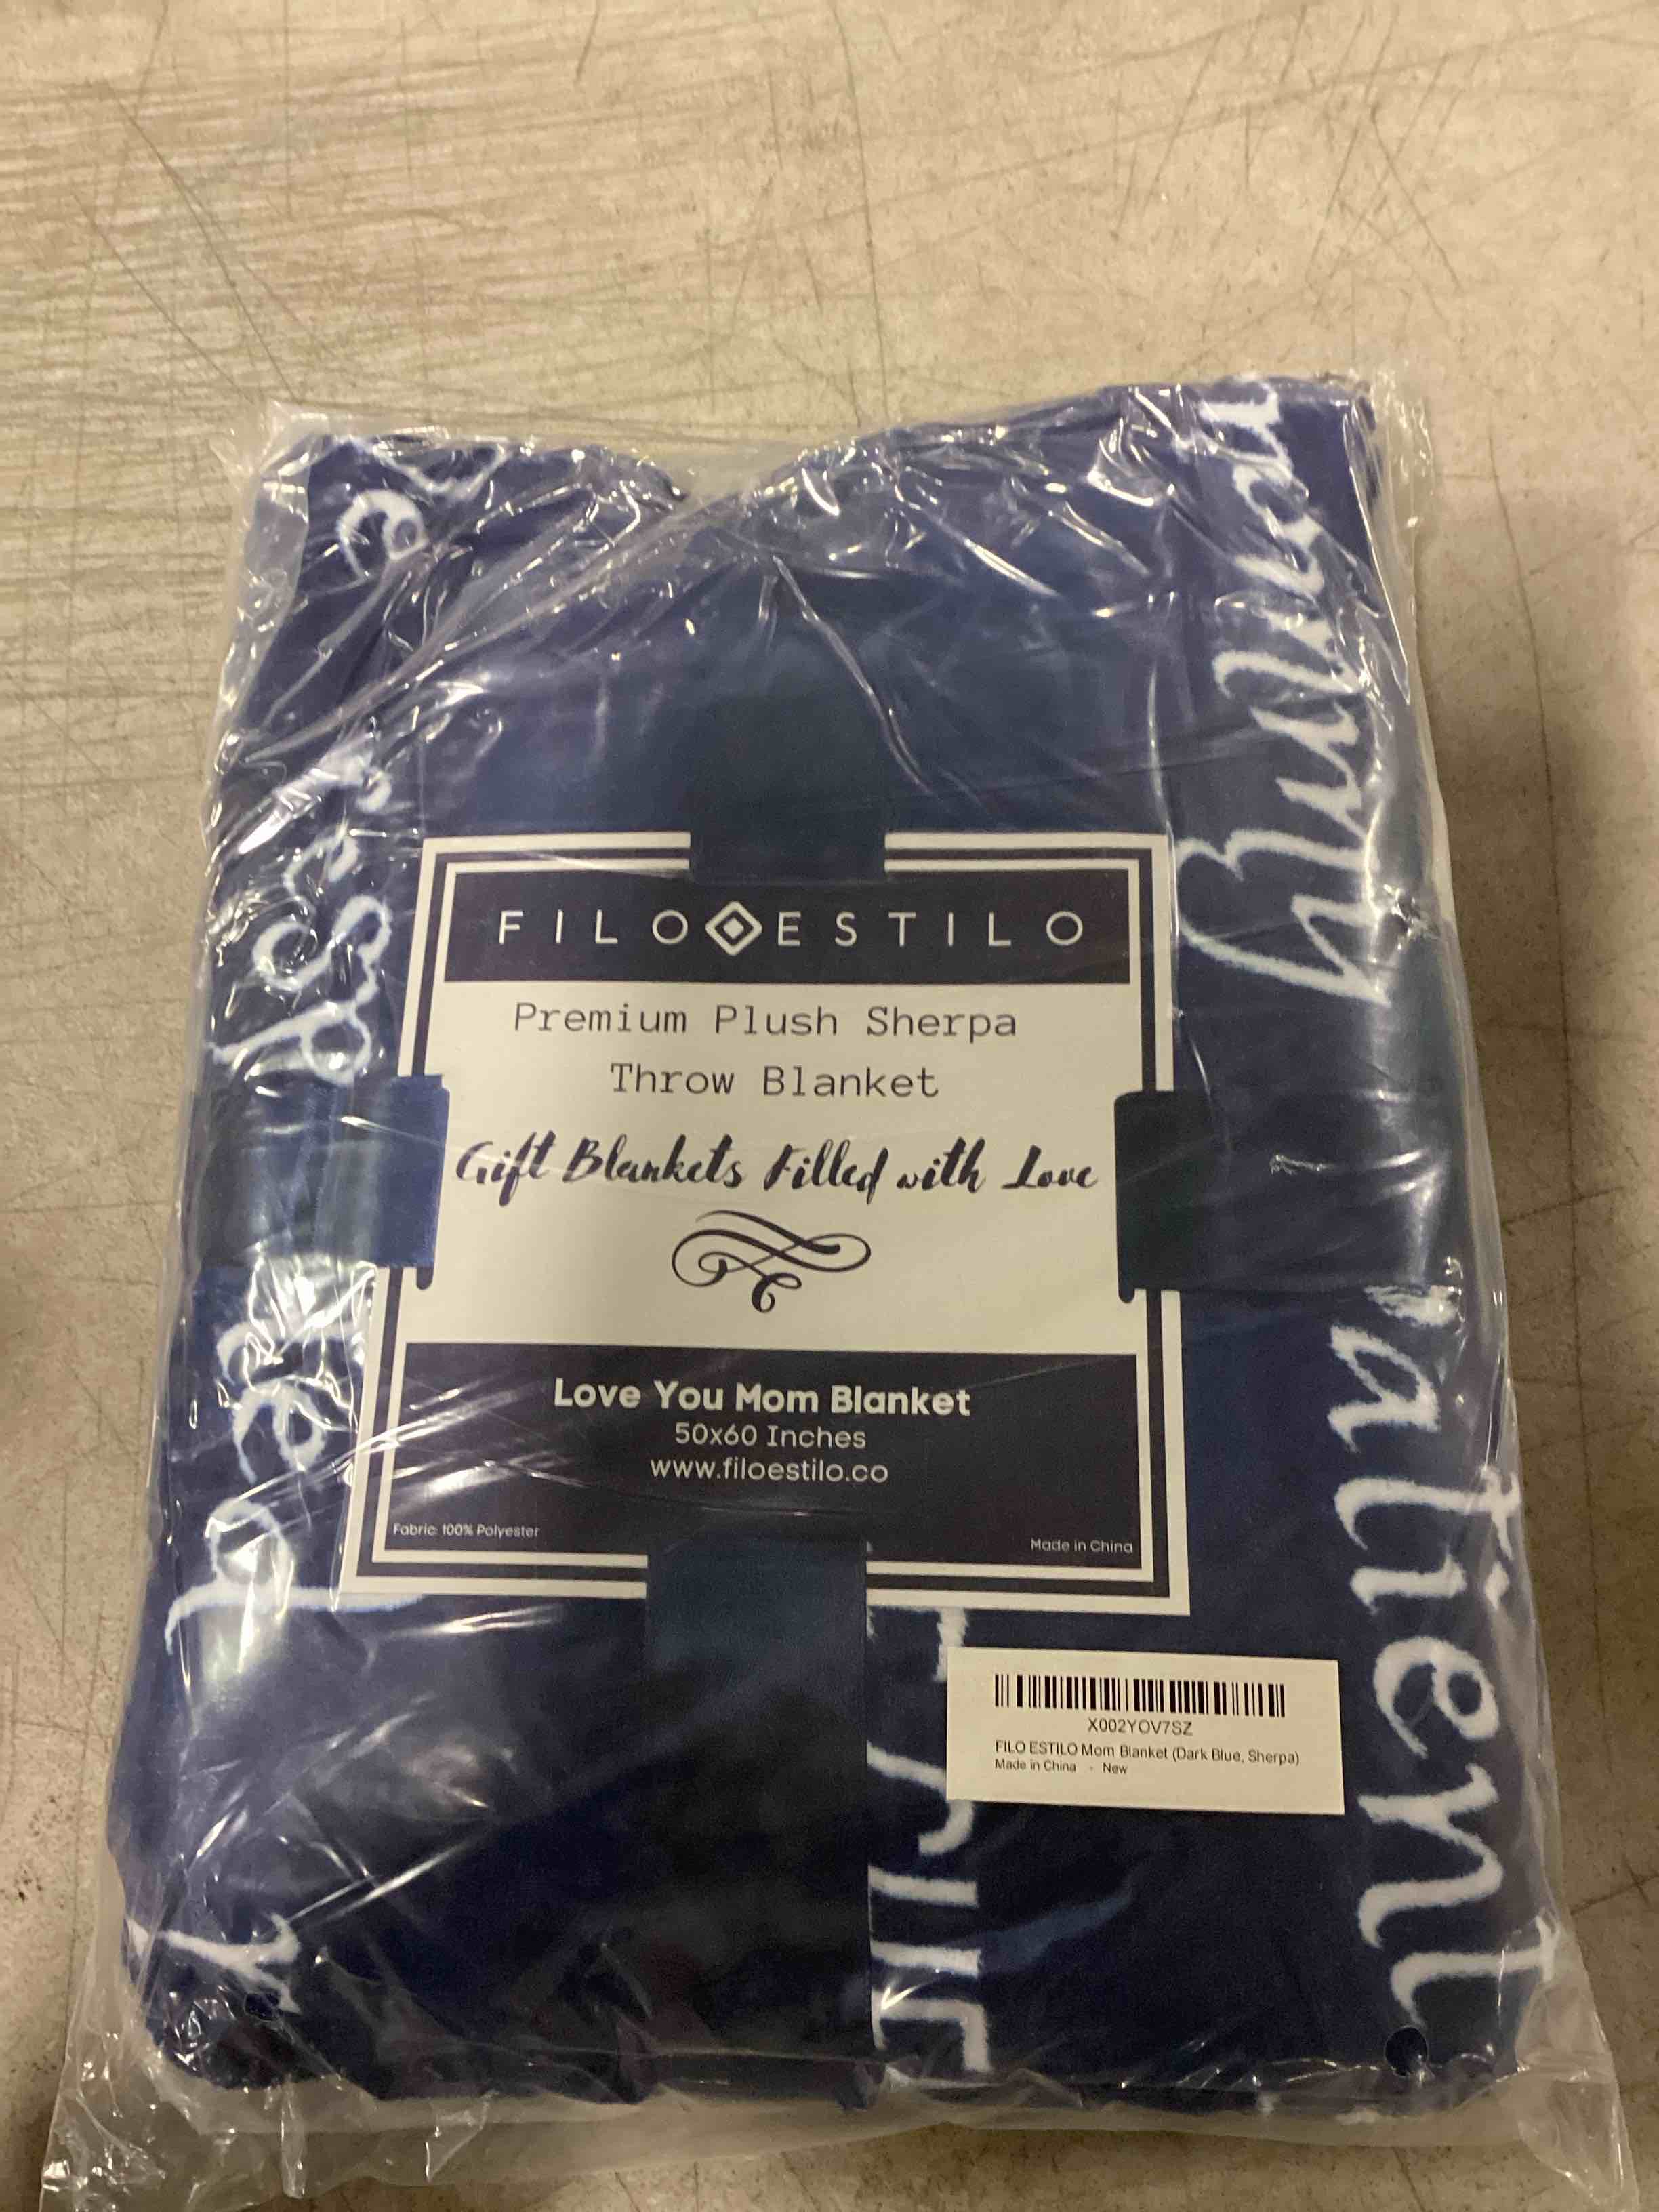 FILO ESTILO
Premium Plush Sherpa
Throw Blanket
Gift Blankets Filled with Love
Love You Mom Blanket
50x60 Inches
www.filoestilo.co
Fabric: 100% Polyester
Made in China
X002YOV7SZ
FILO ESTILO Mom Blanket (Dark Blue, Sherpa)
Made in China - New
patient